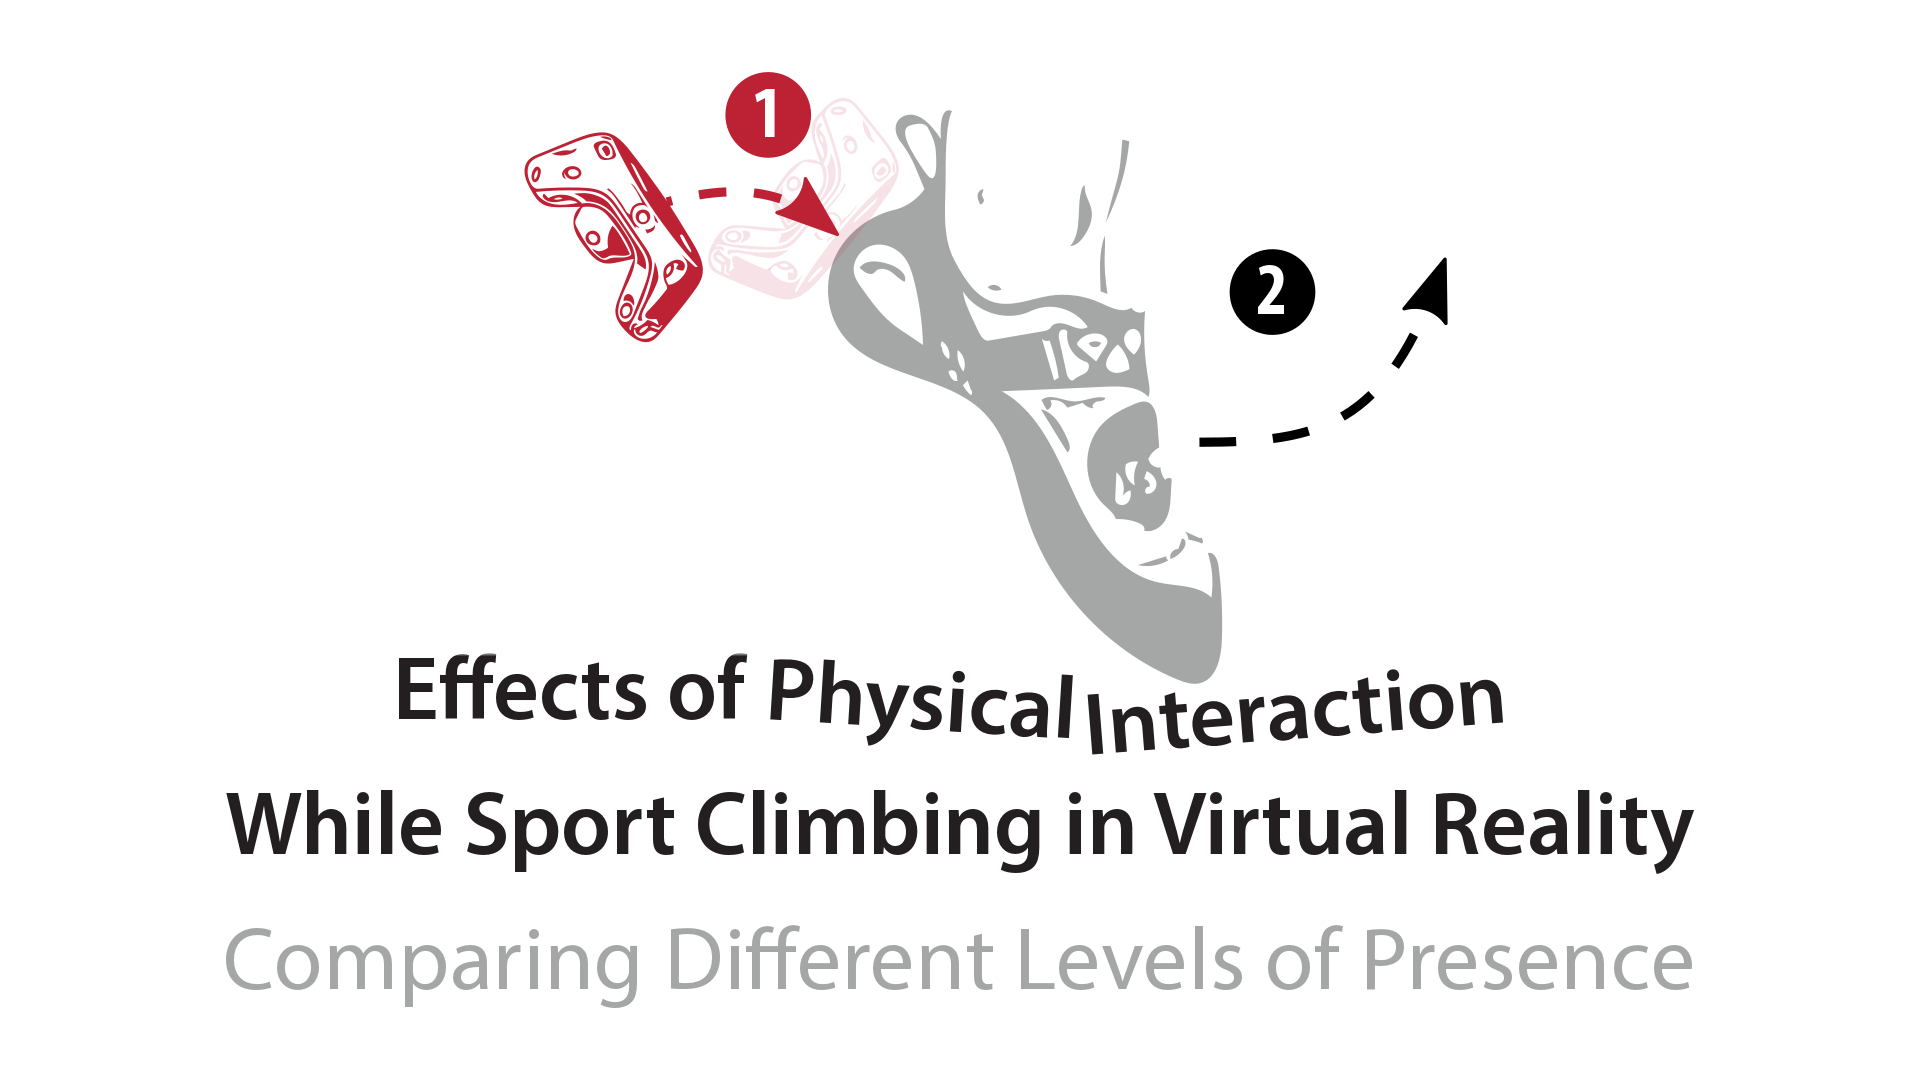 1
2
Effects of Physical Interaction
While Sport Climbing in Virtual Reality
Comparing Different Levels of Presence